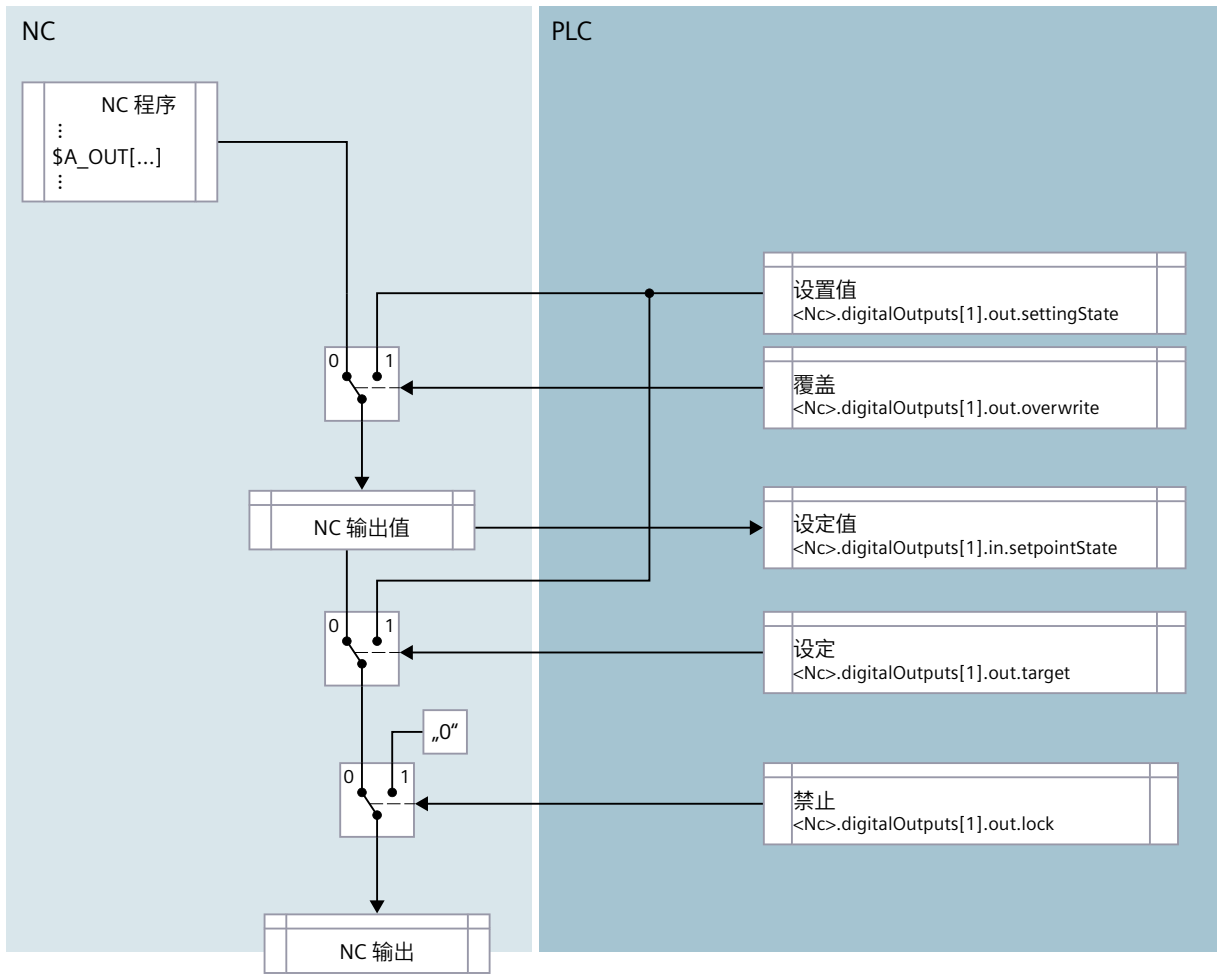 NC
PLC
NC 程序
⋮
$A_OUT[...]
⋮
设置值
<Nc>.digitalOutputs[1].out.settingState
0 1
覆盖
<Nc>.digitalOutputs[1].out.overwrite
NC 输出值
设定值
<Nc>.digitalOutputs[1].in.setpointState
0 1
设定
<Nc>.digitalOutputs[1].out.target
„0“
0 1
禁止
<Nc>.digitalOutputs[1].out.lock
NC 输出